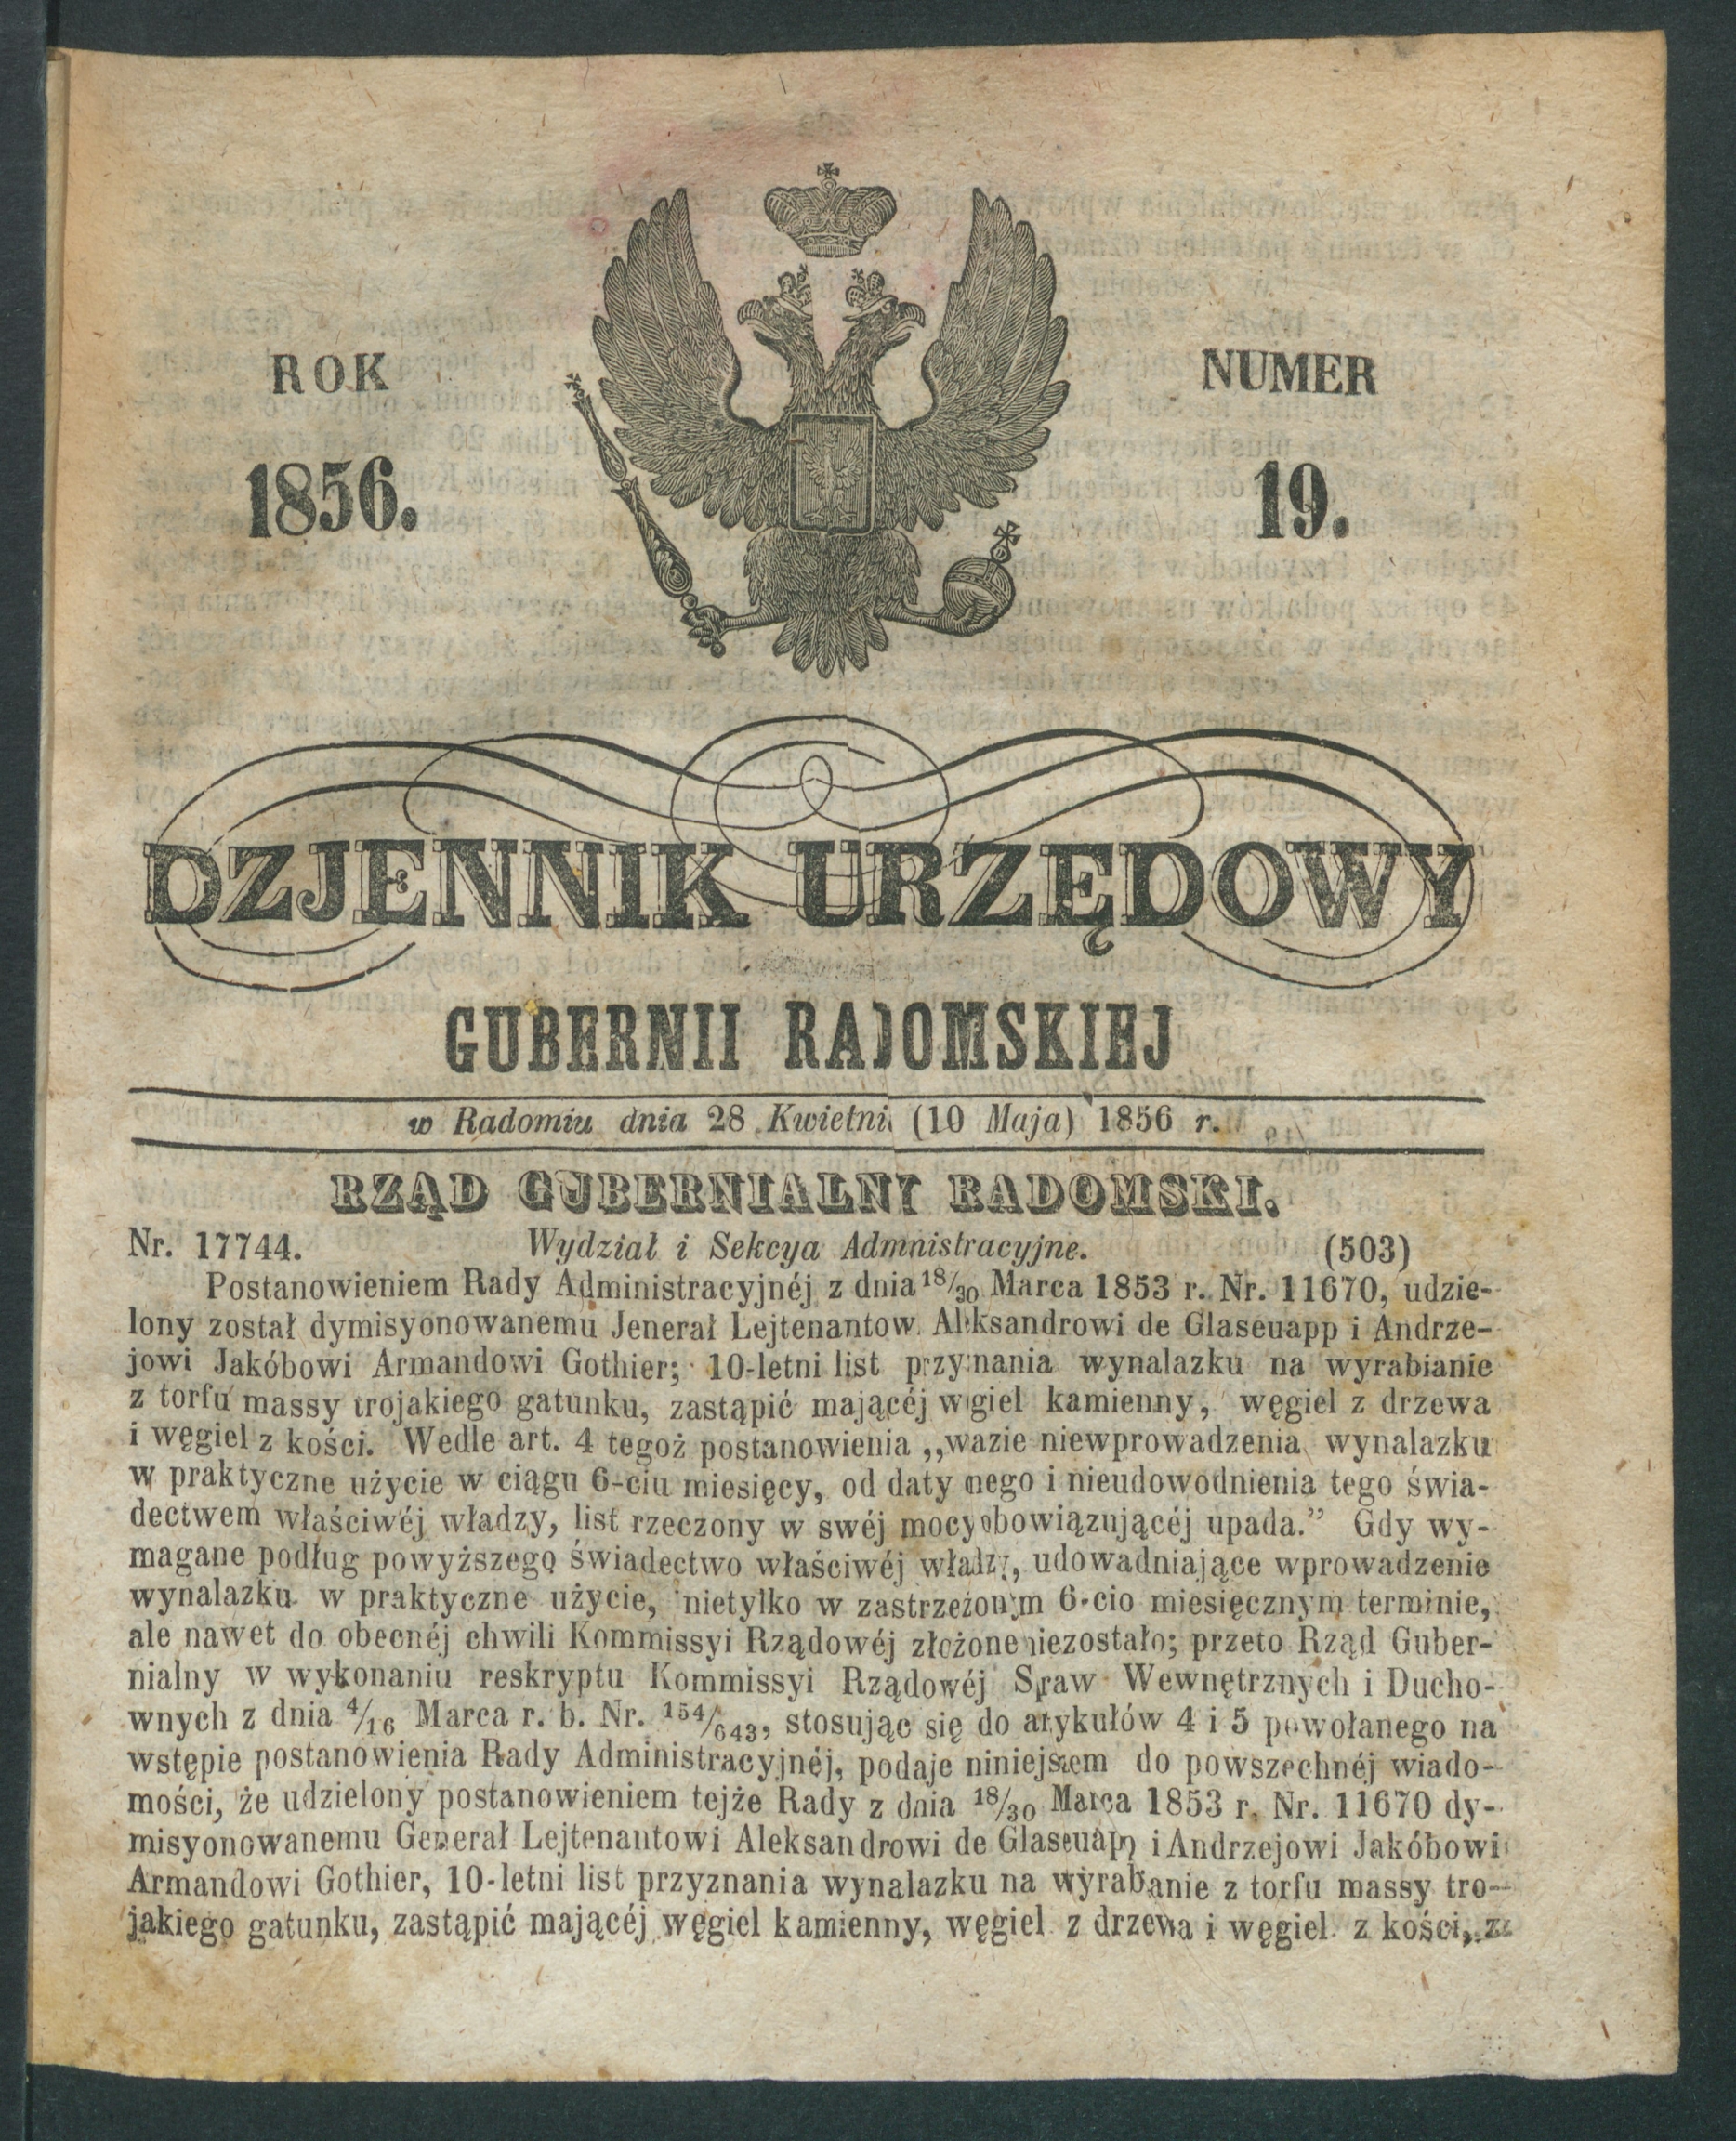 ROK
1856.
NUMER
19.
DZJENNIK URZĘDOWY
GUBERNII RADOMSKIEJ
w Radomiu dnia 28 Kwietni (10 Maja) 1856 r.
RZĄD GUBERNIALNY RADOMSKI.
Nr. 17744. Wydział i Sekcya Admnistracyjne. (503)
Postanowieniem Rady Administracyjnéj z dnia 18/30 Marca 1853 r. Nr. 11670, udzie-
lony został dymisyonowanemu Jenerał Lejtenantow. Aleksandrowi de Glaseuapp i Andrze-
jowi Jakóbowi Armandowi Gothier; 10-letni list przyznania wynalazku na wyrabianie
z torfu massy trojakiego gatunku, zastąpić mającéj węgiel kamienny, węgiel z drzewa
i węgiel z kości. Wedle art. 4 tegoż postanowienia „wazie niewprowadzenia wynalazku
w praktyczne użycie w ciągu 6-ciu miesięcy, od daty onego i nieudowodnienia tego świa-
dectwem właściwéj władzy, list rzeczony w swéj mocy obowiązującéj upada.” Gdy wy-
magane podług powyższego świadectwo właściwéj władzy, udowadniające wprowadzenie
wynalazku w praktyczne użycie, nietylko w zastrzeżonym 6-cio miesięcznym terminie,
ale nawet do obecnéj chwili Kommissyi Rządowéj złożone niezostało; przeto Rząd Guber-
nialny w wykonaniu reskryptu Kommissyi Rządowéj Spraw Wewnętrznych i Ducho-
wnych z dnia 4/16 Marca r. b. Nr. 154/643, stosując się do artykułów 4 i 5 powołanego na
wstępie postanowienia Rady Administracyjnéj, podaje niniejszem do powszechnéj wiado-
mości, że udzielony postanowieniem tejże Rady z dnia 18/30 Marca 1853 r. Nr. 11670 dy-
misyonowanemu Generał Lejtenantowi Aleksandrowi de Glaseuapp i Andrzejowi Jakóbowi
Armandowi Gothier, 10-letni list przyznania wynalazku na wyrabianie z torfu massy tro-
jakiego gatunku, zastąpić mającéj węgiel kamienny, węgiel z drzewa i węgiel z kości, z